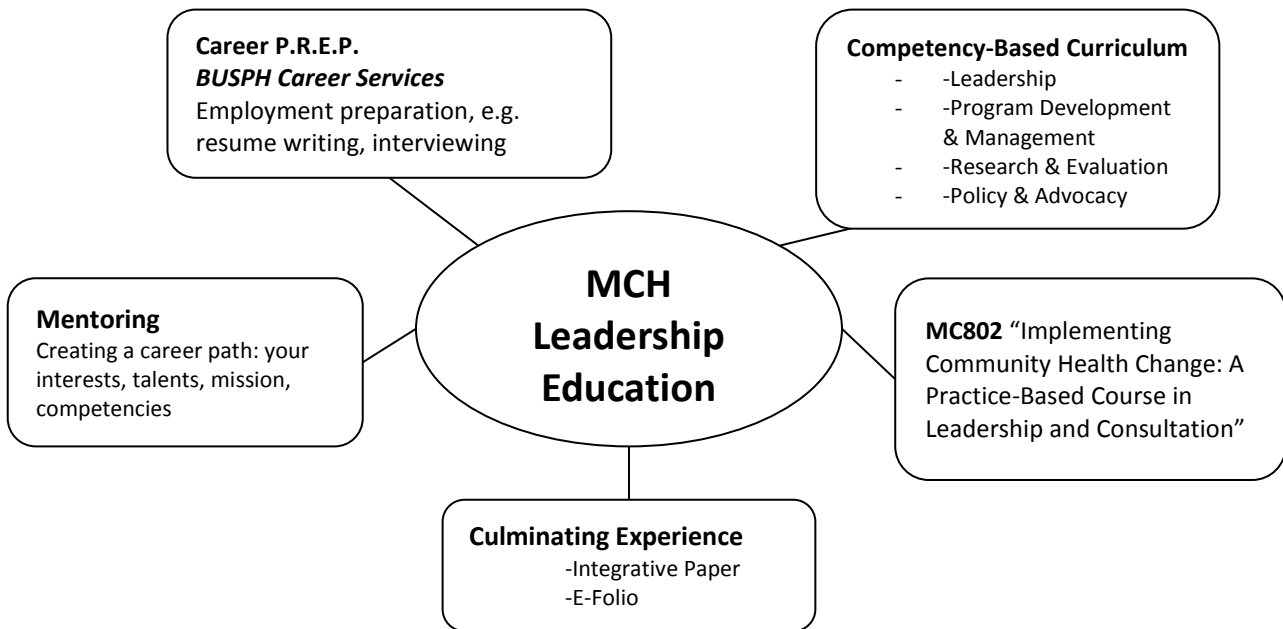 Career P.R.E.P.
BUSPH Career Services
Employment preparation, e.g.
resume writing, interviewing
Competency-Based Curriculum
- -Leadership
- -Program Development
& Management
- -Research & Evaluation
- -Policy & Advocacy
MCH
Leadership
Education
Mentoring
Creating a career path: your
interests, talents, mission,
competencies
MC802 “Implementing
Community Health Change: A
Practice-Based Course in
Leadership and Consultation”
Culminating Experience
-Integrative Paper
-E-Folio